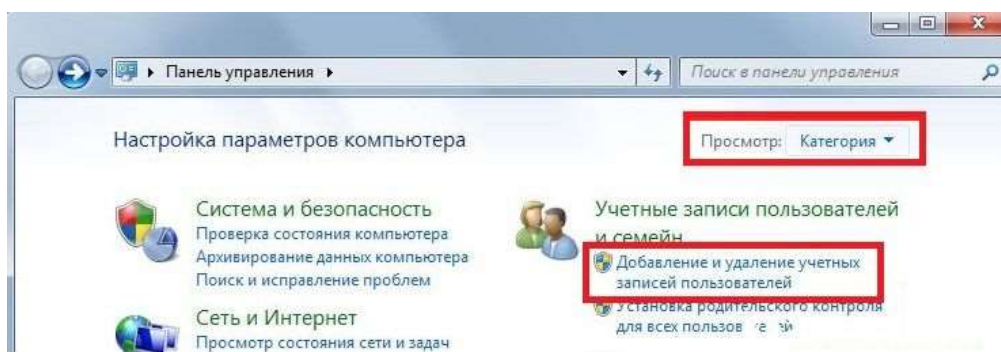 Панель управления
Поиск в панели управления
Настройка параметров компьютера
Просмотр: Категория
Система и безопасность
Проверка состояния компьютера
Архивирование данных компьютера
Поиск и исправление проблем
Сеть и Интернет
Просмотр состояния сети и задач
Учетные записи пользователей
и семейн
Добавление и удаление учетных
записей пользователей
Установка родительского контроля
для всех